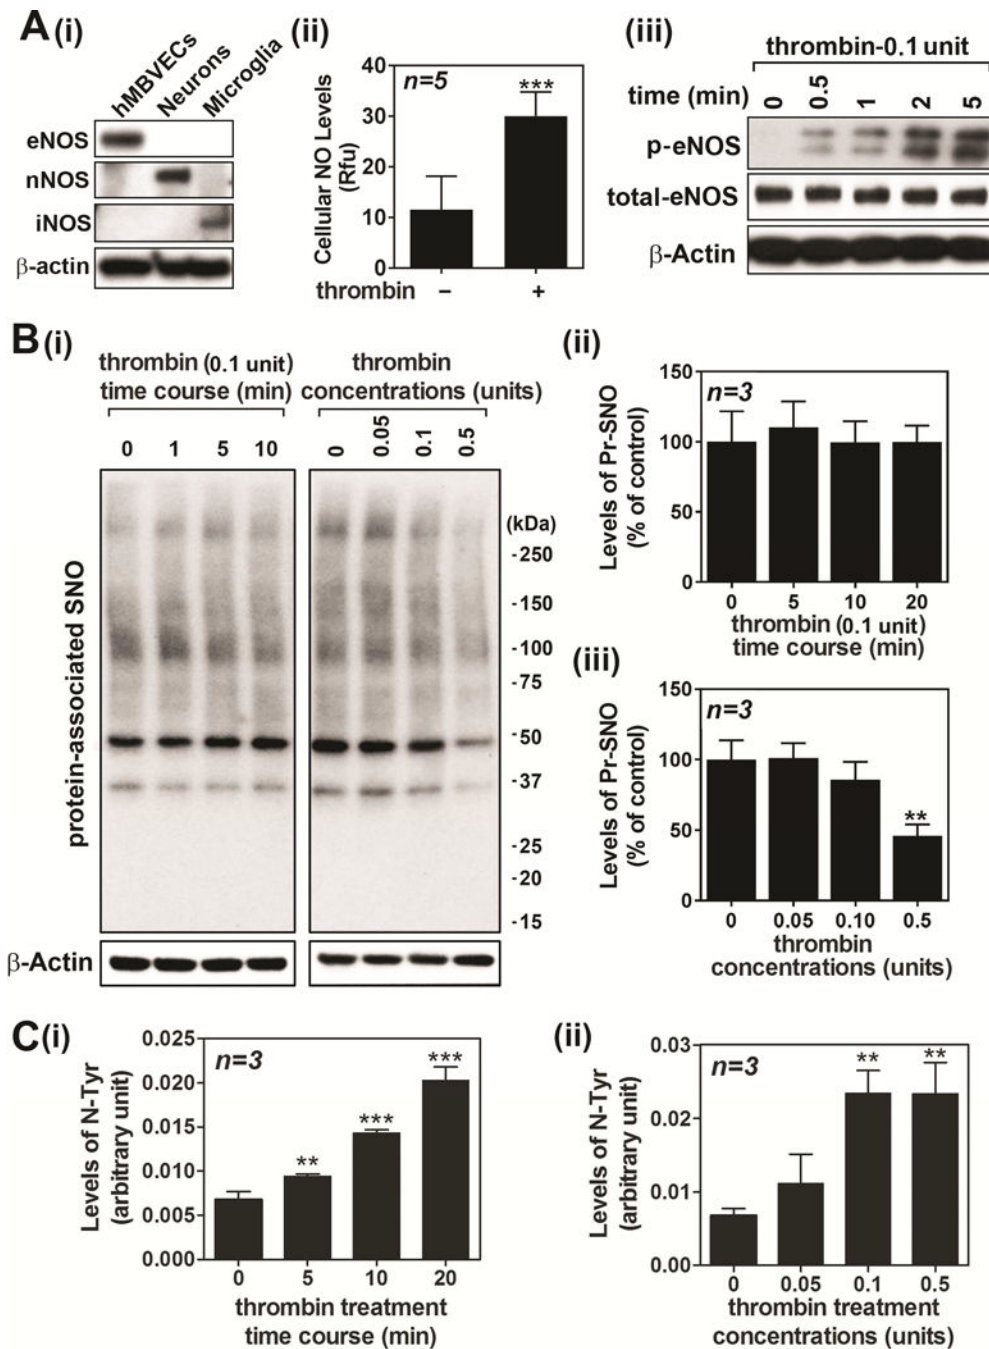 A (i)
hMBVECs
Neurons
Microglia
eNOS
nNOS
iNOS
β-actin
(ii)
n=5
***
Cellular NO Levels
(Rfu)
40
30
20
10
0
thrombin – +
(iii)
thrombin-0.1 unit
time (min) 0 0.5 1 2 5
p-eNOS
total-eNOS
β-Actin
B (i)
thrombin (0.1 unit)
time course (min)
0 1 5 10
thrombin
concentrations (units)
0 0.05 0.1 0.5
protein-associated SNO
(kDa)
-250
-150
-100
-75
-50
-37
-25
-20
-15
β-Actin
(ii)
n=3
Levels of Pr-SNO
(% of control)
150
100
50
0
0 5 10 20
thrombin (0.1 unit)
time course (min)
(iii)
n=3
**
Levels of Pr-SNO
(% of control)
150
100
50
0
0 0.05 0.10 0.5
thrombin
concentrations (units)
C (i)
n=3
** *** ***
Levels of N-Tyr
(arbitrary unit)
0.025
0.020
0.015
0.010
0.005
0.000
0 5 10 20
thrombin treatment
time course (min)
(ii)
n=3
** **
Levels of N-Tyr
(arbitrary unit)
0.03
0.02
0.01
0.00
0 0.05 0.1 0.5
thrombin treatment
concentrations (units)